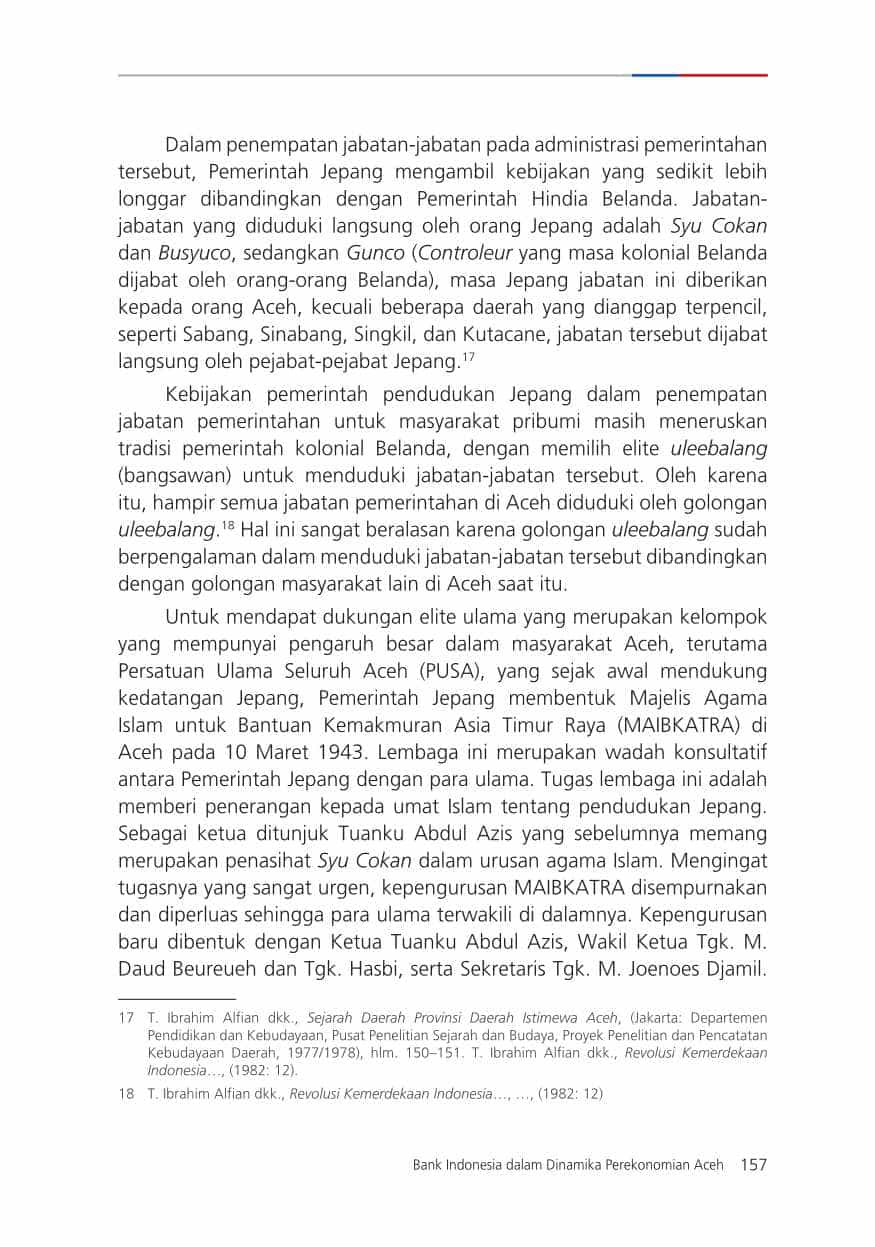 Dalam penempatan jabatan-jabatan pada administrasi pemerintahan
tersebut, Pemerintah Jepang mengambil kebijakan yang sedikit lebih
longgar dibandingkan dengan Pemerintah Hindia Belanda. Jabatan-
jabatan yang diduduki langsung oleh orang Jepang adalah Syu Cokan
dan Busyuco, sedangkan Gunco (Controleur yang masa kolonial Belanda
dijabat oleh orang-orang Belanda), masa Jepang jabatan ini diberikan
kepada orang Aceh, kecuali beberapa daerah yang dianggap terpencil,
seperti Sabang, Sinabang, Singkil, dan Kutacane, jabatan tersebut dijabat
langsung oleh pejabat-pejabat Jepang.17
Kebijakan pemerintah pendudukan Jepang dalam penempatan
jabatan pemerintahan untuk masyarakat pribumi masih meneruskan
tradisi pemerintah kolonial Belanda, dengan memilih elite uleebalang
(bangsawan) untuk menduduki jabatan-jabatan tersebut. Oleh karena
itu, hampir semua jabatan pemerintahan di Aceh diduduki oleh golongan
uleebalang.18 Hal ini sangat beralasan karena golongan uleebalang sudah
berpengalaman dalam menduduki jabatan-jabatan tersebut dibandingkan
dengan golongan masyarakat lain di Aceh saat itu.
Untuk mendapat dukungan elite ulama yang merupakan kelompok
yang mempunyai pengaruh besar dalam masyarakat Aceh, terutama
Persatuan Ulama Seluruh Aceh (PUSA), yang sejak awal mendukung
kedatangan Jepang, Pemerintah Jepang membentuk Majelis Agama
Islam untuk Bantuan Kemakmuran Asia Timur Raya (MAIBKATRA) di
Aceh pada 10 Maret 1943. Lembaga ini merupakan wadah konsultatif
antara Pemerintah Jepang dengan para ulama. Tugas lembaga ini adalah
memberi penerangan kepada umat Islam tentang pendudukan Jepang.
Sebagai ketua ditunjuk Tuanku Abdul Azis yang sebelumnya memang
merupakan penasihat Syu Cokan dalam urusan agama Islam. Mengingat
tugasnya yang sangat urgen, kepengurusan MAIBKATRA disempurnakan
dan diperluas sehingga para ulama terwakili di dalamnya. Kepengurusan
baru dibentuk dengan Ketua Tuanku Abdul Azis, Wakil Ketua Tgk. M.
Daud Beureueh dan Tgk. Hasbi, serta Sekretaris Tgk. M. Joenoes Djamil.
17 T. Ibrahim Alfian dkk., Sejarah Daerah Provinsi Daerah Istimewa Aceh, (Jakarta: Departemen
Pendidikan dan Kebudayaan, Pusat Penelitian Sejarah dan Budaya, Proyek Penelitian dan Pencatatan
Kebudayaan Daerah, 1977/1978), hlm. 150–151. T. Ibrahim Alfian dkk., Revolusi Kemerdekaan
Indonesia…, (1982: 12).
18 T. Ibrahim Alfian dkk., Revolusi Kemerdekaan Indonesia…, …, (1982: 12)
Bank Indonesia dalam Dinamika Perekonomian Aceh 157